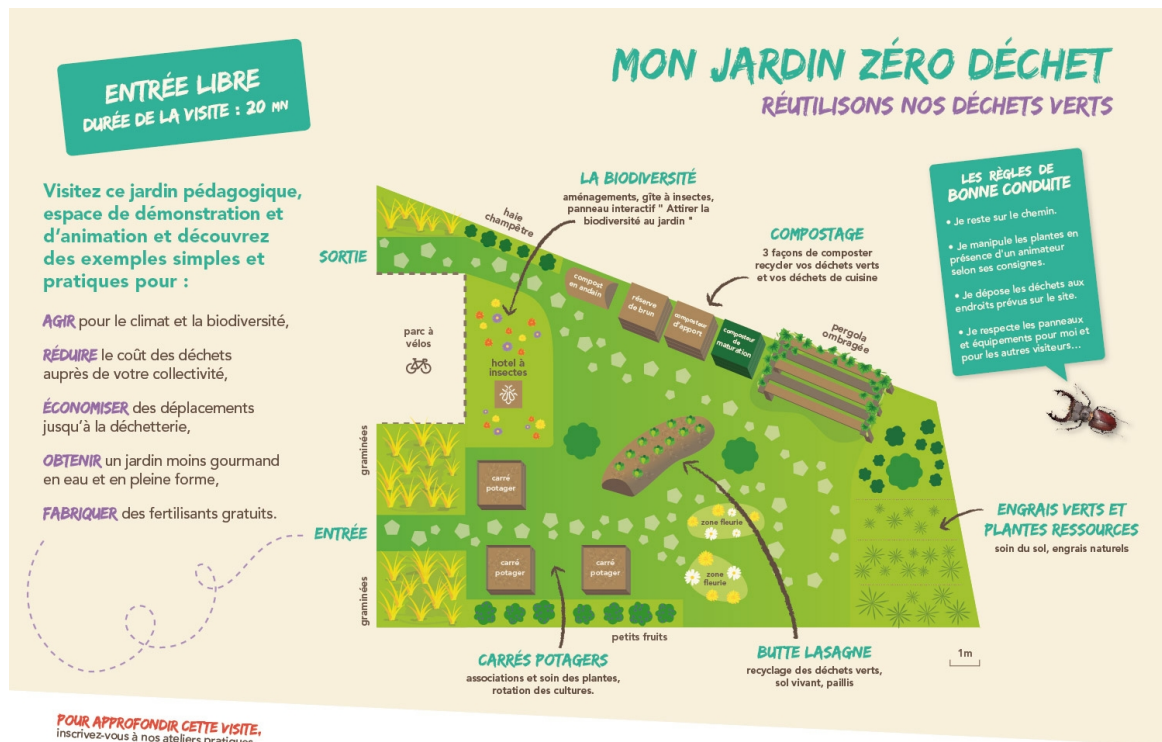 ENTRÉE LIBRE
DURÉE DE LA VISITE : 20 MN
MON JARDIN ZÉRO DÉCHET
RÉUTILISONS NOS DÉCHETS VERTS
Visitez ce jardin pédagogique,
espace de démonstration et
d'animation et découvrez
des exemples simples et
pratiques pour :
AGIR pour le climat et la biodiversité,
RÉDUIRE le coût des déchets
auprès de votre collectivité,
ÉCONOMISER des déplacements
jusqu'à la déchetterie,
OBTENIR un jardin moins gourmand
en eau et en pleine forme,
FABRIQUER des fertilisants gratuits.
LA BIODIVERSITÉ
aménagements, gîte à insectes,
panneau interactif " Attirer la
biodiversité au jardin "
COMPOSTAGE
3 façons de composter
recycler vos déchets verts
et vos déchets de cuisine
LES RÈGLES DE
BONNE CONDUITE
• Je reste sur le chemin.
• Je manipule les plantes en
présence d'un animateur
selon ses consignes.
• Je dépose les déchets aux
endroits prévus sur le site.
• Je respecte les panneaux
et équipements pour moi et
pour les autres visiteurs...
SORTIE
haie
champêtre
compost
en andain
réserve
de brun
composteur
d'apport
composteur
de
maturation
pergola
ombragée
parc à
vélos
hotel à
insectes
graminées
carré
potager
ENTRÉE
zone fleurie
graminées
carré
potager
carré
potager
zone
fleurie
petits fruits
ENGRAIS VERTS ET
PLANTES RESSOURCES
soin du sol, engrais naturels
CARRÉS POTAGERS
associations et soin des plantes,
rotation des cultures.
BUTTE LASAGNE
recyclage des déchets verts,
sol vivant, paillis
1m
POUR APPROFONDIR CETTE VISITE,
inscrivez-vous à nos ateliers pratiques